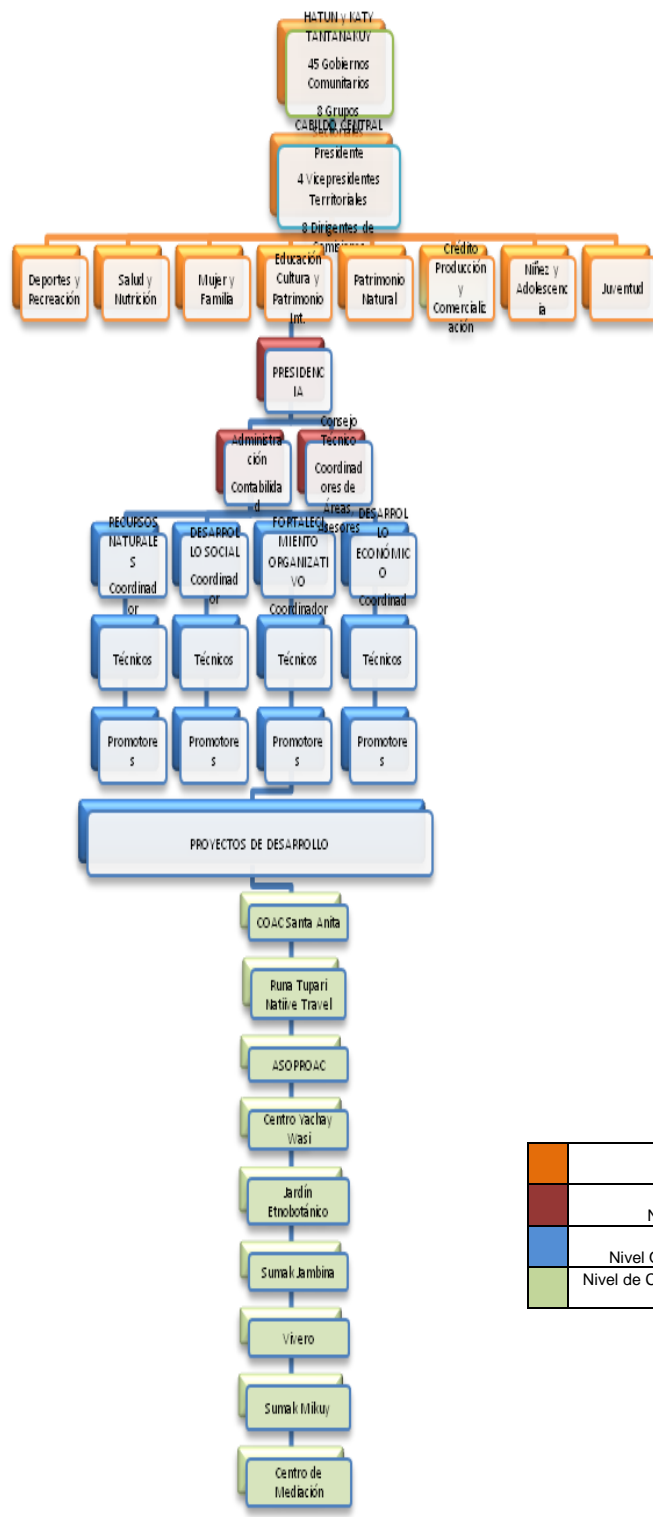 HATUN y KATY
TANTANAKUY
45 Gobiernos
Comunitarios
8 Grupos
Sectoriales
CABILDO CENTRAL
Presidente
4 Vicepresidentes
Territoriales
8 Dirigentes de
Comisiones
Deportes y
Recreación
Salud y
Nutrición
Mujer y
Familia
Educación
Cultura y
Patrimonio
Int.
Patrimonio
Natural
Crédito
Producción
y
Comercializ
ación
Niñez y
Adolescenc
ia
Juventud
PRESIDENC
IA
Administra
ción
Contabilida
d
Consejo
Técnico
Coordinad
ores de
Áreas,
Asesores
RECURSOS
NATURALE
S
Coordinad
or
DESARROL
LO SOCIAL
Coordinad
or
FORTALECI
MIENTO
ORGANIZATI
VO
Coordinador
DESARROL
LO
ECONÓMIC
O
Coordinad
Técnicos
Técnicos
Técnicos
Técnicos
Promotore
s
Promotore
s
Promotore
s
Promotore
s
PROYECTOS DE DESARROLLO
COAC Santa Anita
Runa Tupari
Natiive Travel
ASOPROAC
Centro Yachay
Wasi
Jardín
Etnobotánico
Sumak Jambina
Vivero
Sumak Mikuy
Centro de
Mediación
N
Nivel C
Nivel de C